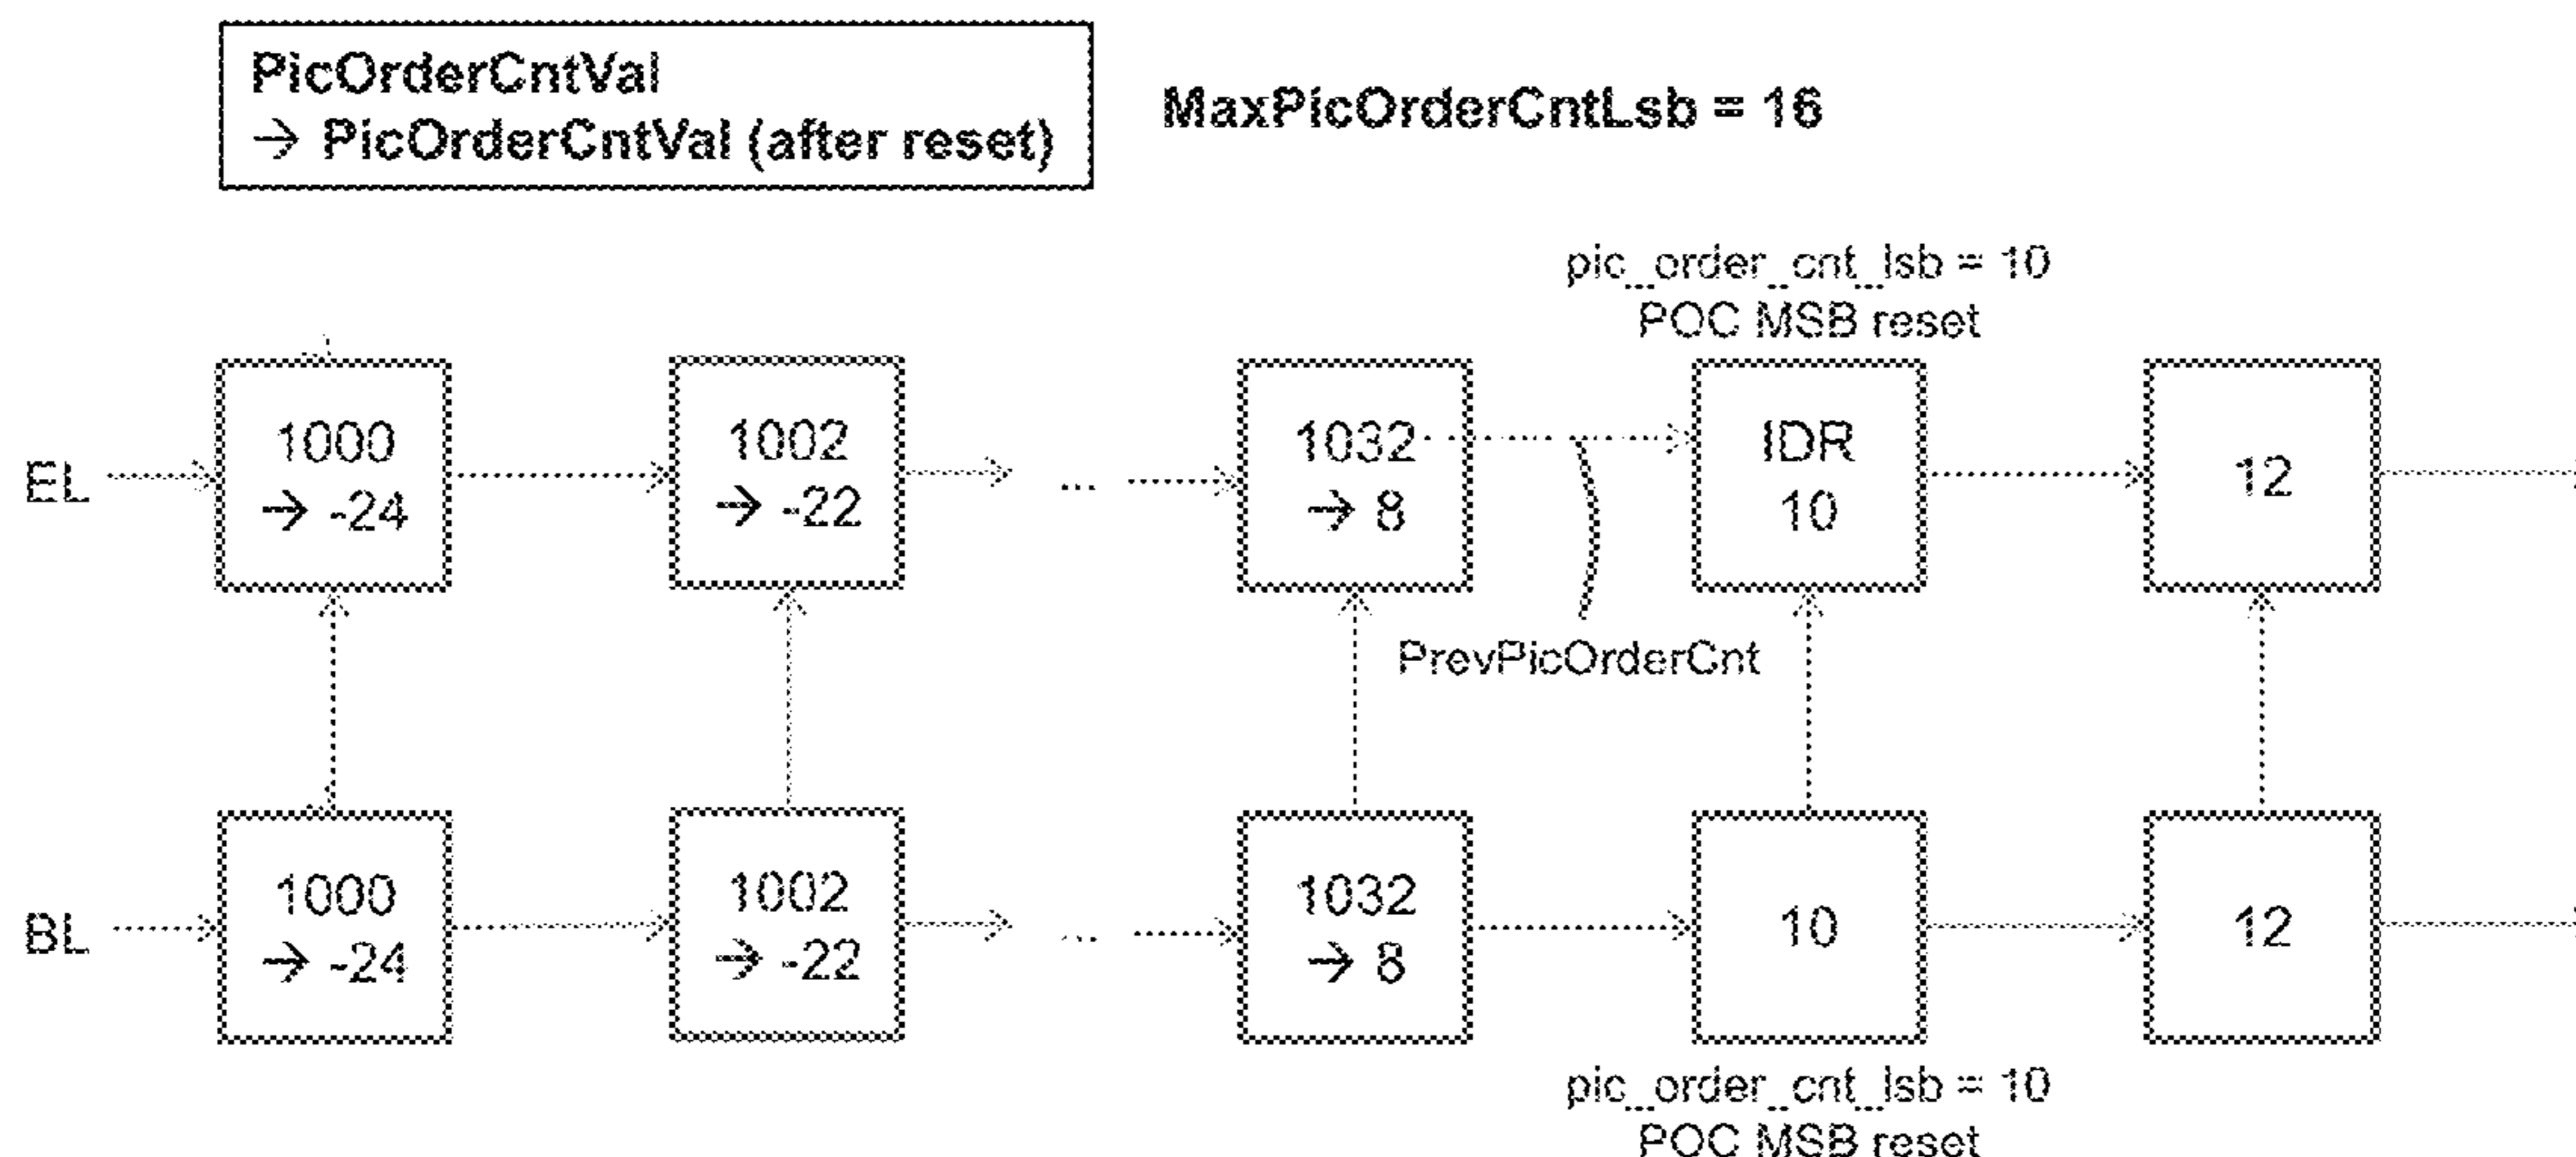 PicOrderCntVal
→ PicOrderCntVal (after reset)
MaxPicOrderCntLsb = 16
pic_order_cnt_lsb = 10
POC MSB reset
EL
1000
→ -24
1002
→ -22
...
1032
→ 8
IDR
10
12
PrevPicOrderCnt
BL
1000
→ -24
1002
→ -22
...
1032
→ 8
10
12
pic_order_cnt_lsb = 10
POC MSB reset